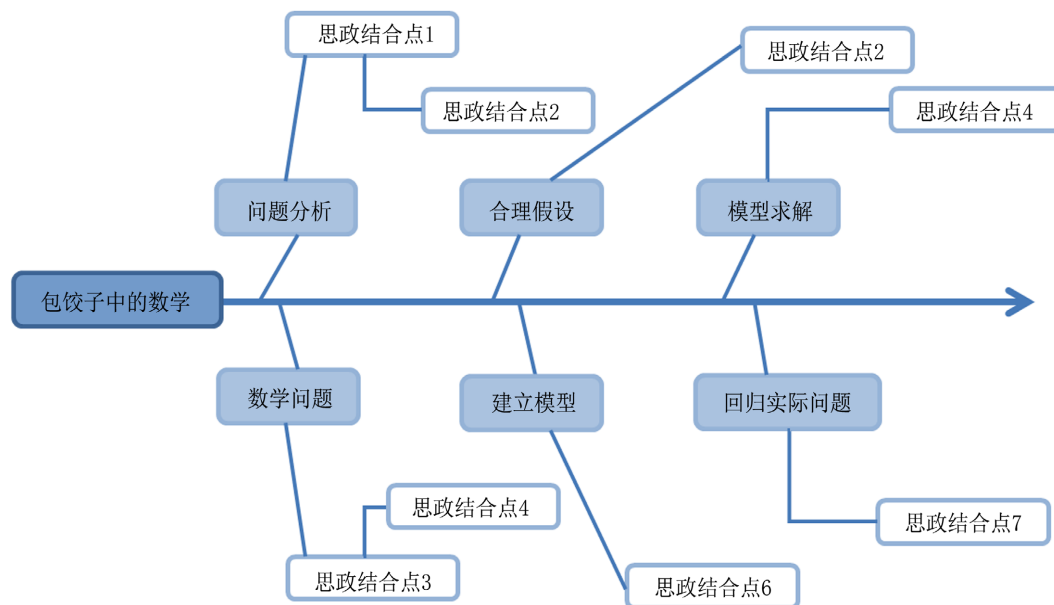 思政结合点1
思政结合点2
思政结合点2
思政结合点4
问题分析
合理假设
模型求解
包饺子中的数学
数学问题
建立模型
回归实际问题
思政结合点4
思政结合点7
思政结合点3
思政结合点6